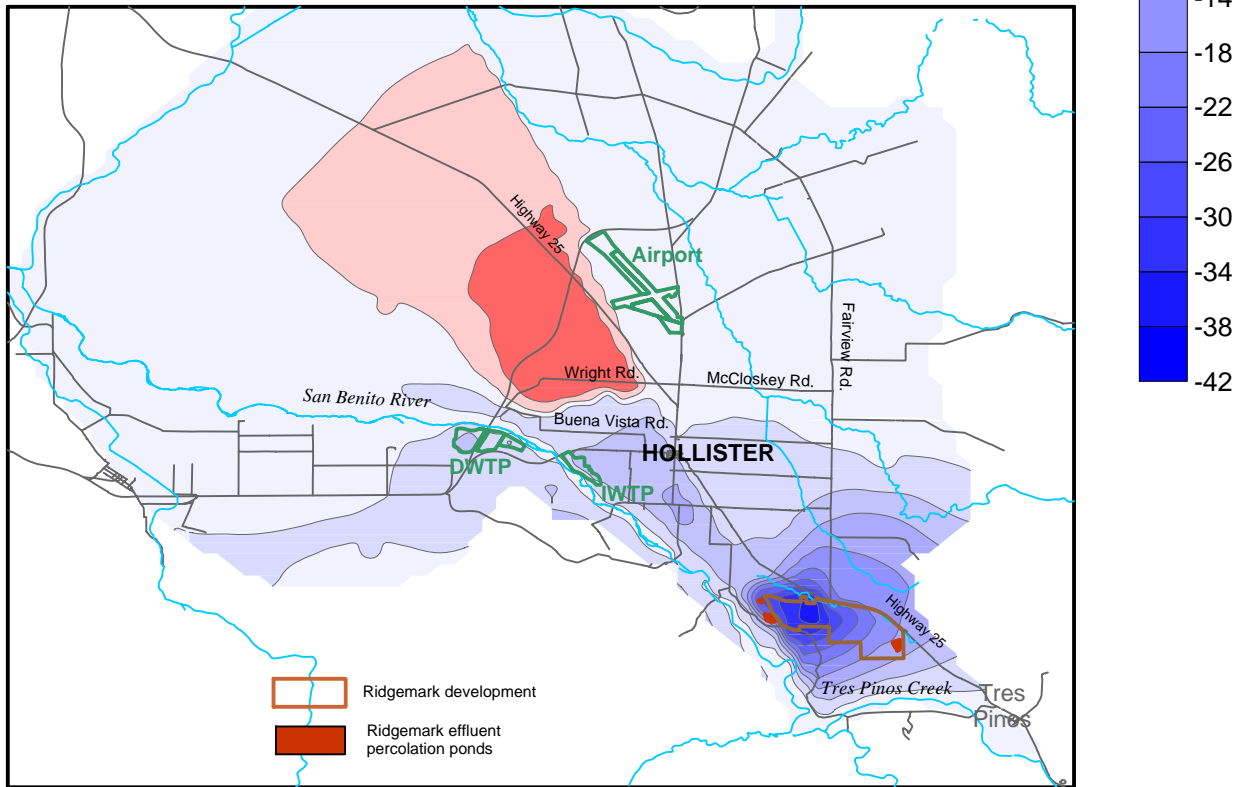 -14
-18
-22
-26
-30
-34
-38
-42
Highway 25
Airport
Fairview Rd.
Wright Rd.
McCloskey Rd.
San Benito River
Buena Vista Rd.
HOLLISTER
DWTP
IWTP
Highway 25
Tres Pinos Creek
Tres
Pinos
Ridgemark development
Ridgemark effluent
percolation ponds